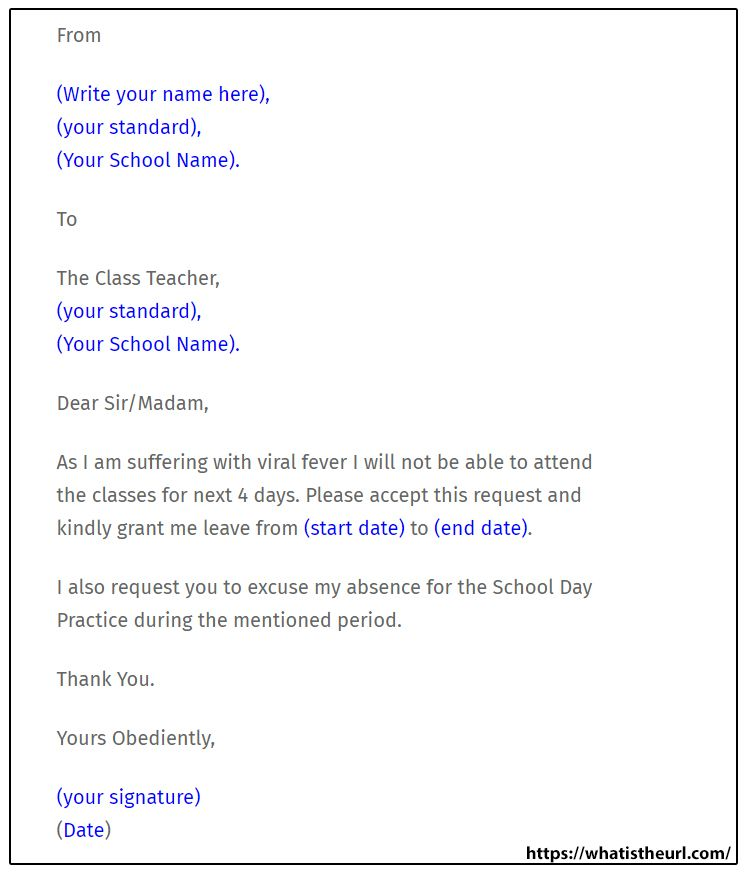 From
(Write your name here),
(your standard),
(Your School Name).
To
The Class Teacher,
(your standard),
(Your School Name).
Dear Sir/Madam,
As I am suffering with viral fever I will not be able to attend
the classes for next 4 days. Please accept this request and
kindly grant me leave from (start date) to (end date).
I also request you to excuse my absence for the School Day
Practice during the mentioned period.
Thank You.
Yours Obediently,
(your signature)
(Date)
https://whatistheurl.com/